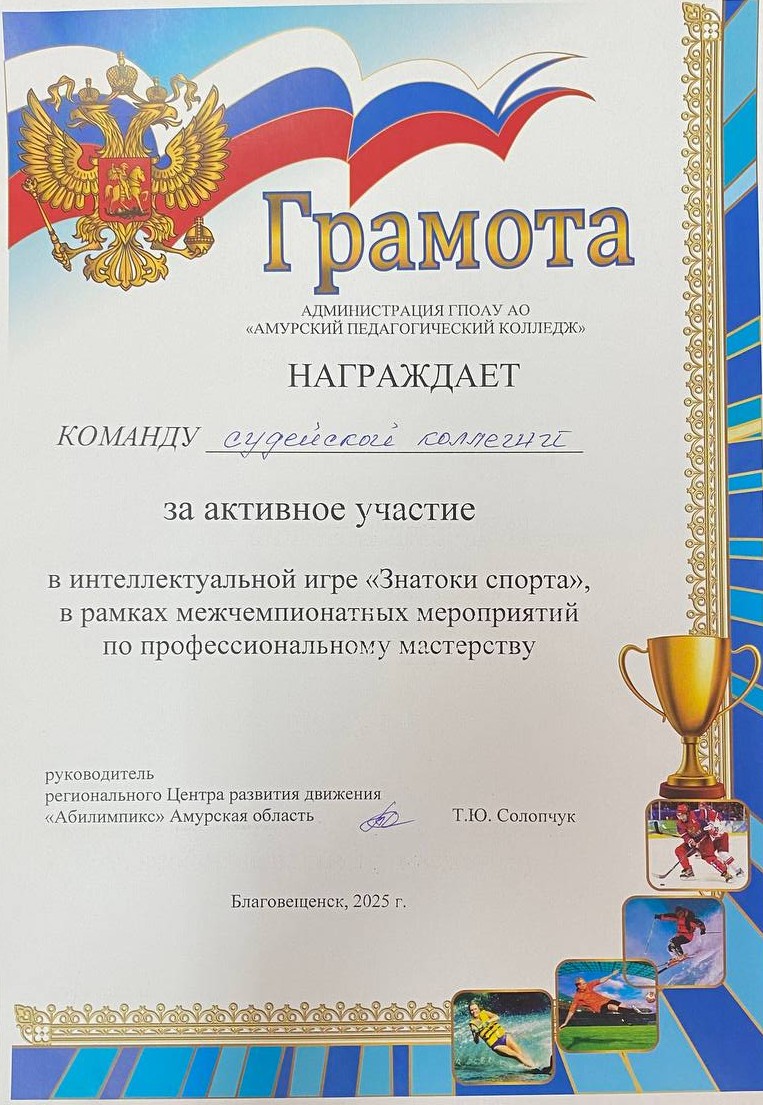 Грамота
АДМИНИСТРАЦИЯ ГПОАУ АО
«АМУРСКИЙ ПЕДАГОГИЧЕСКИЙ КОЛЛЕДЖ»
НАГРАЖДАЕТ
КОМАНДУ судейской коллегии
за активное участие
в интеллектуальной игре «Знатоки спорта»,
в рамках межчемпионатных мероприятий
по профессиональному мастерству
руководитель
регионального Центра развития движения
«Абилимпикс» Амурская область Т.Ю. Солопчук
Благовещенск, 2025 г.